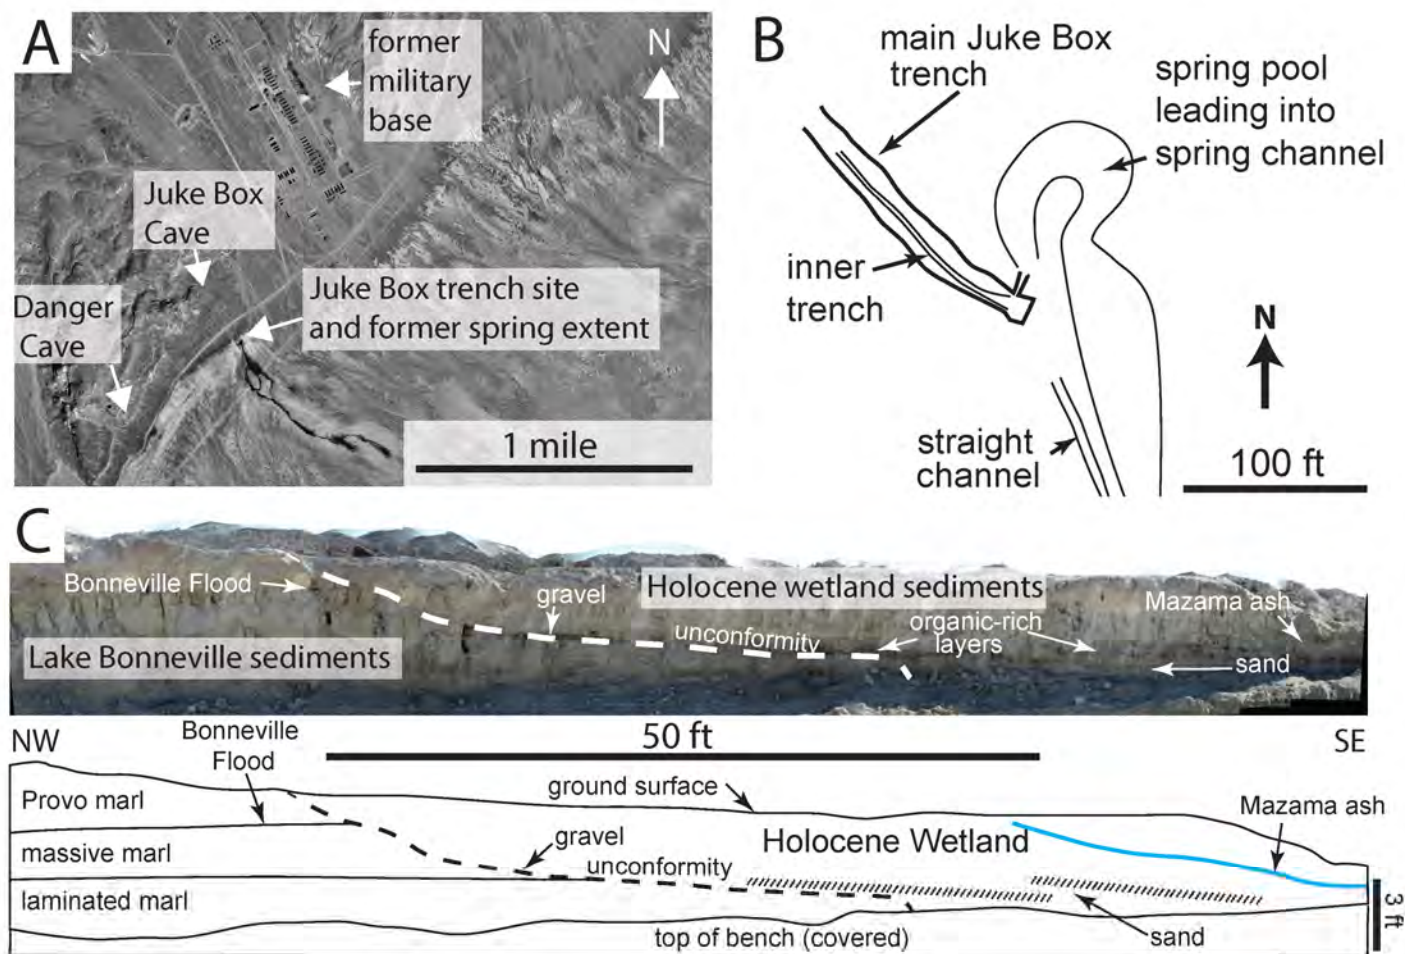 A
former
military
base
N
Juke Box
Cave
Danger
Cave
Juke Box trench site
and former spring extent
1 mile
B
main Juke Box
trench
spring pool
leading into
spring channel
inner
trench
N
straight
channel
100 ft
C
Bonneville Flood
gravel
Holocene wetland sediments
Mazama ash
unconformity
organic-rich
layers
Lake Bonneville sediments
sand
NW
Bonneville
Flood
50 ft
SE
Provo marl
ground surface
Mazama ash
massive marl
gravel
Holocene Wetland
unconformity
laminated marl
3 ft
top of bench (covered)
sand